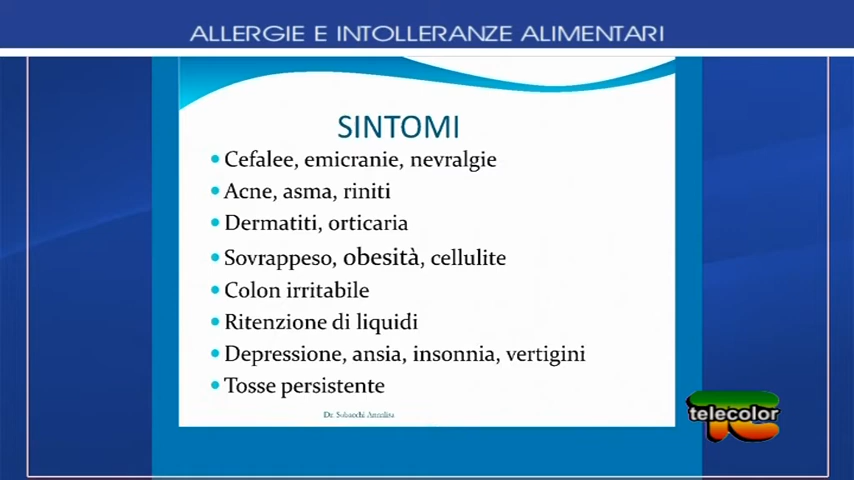 ALLERGIE E INTOLLERANZE ALIMENTARI
SINTOMI
• Cefalee, emicranie, nevralgie
• Acne, asma, riniti
• Dermatiti, orticaria
• Sovrappeso, obesità, cellulite
• Colon irritabile
• Ritenzione di liquidi
• Depressione, ansia, insonnia, vertigini
• Tosse persistente
telecolor